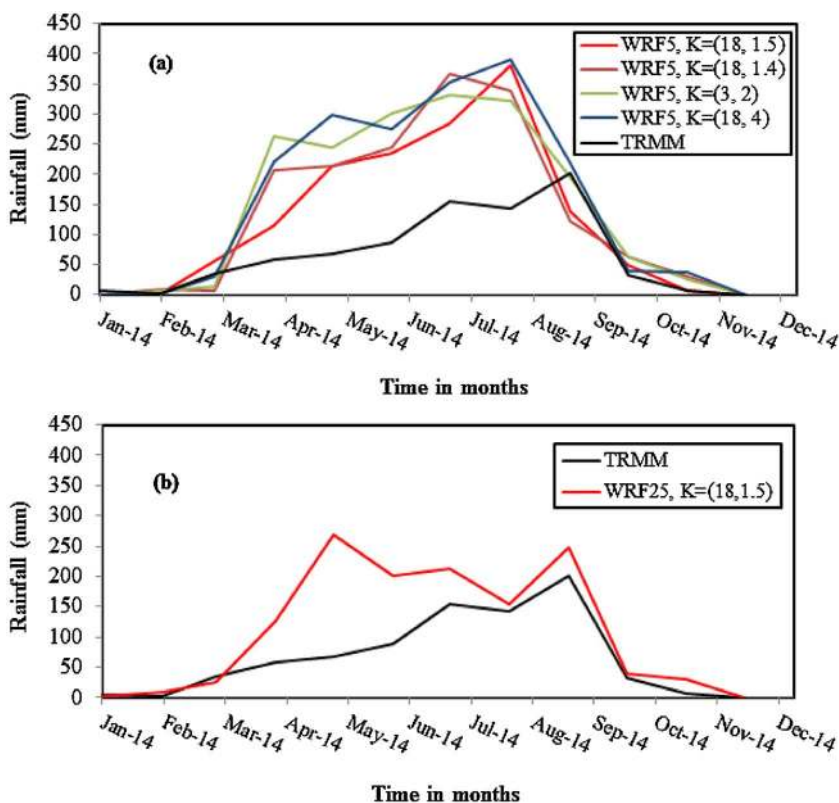 (a)
WRF5, K=(18, 1.5)
WRF5, K=(18, 1.4)
WRF5, K=(3, 2)
WRF5, K=(18, 4)
TRMM
Rainfall (mm)
450
400
350
300
250
200
150
100
50
0
Jan-14
Feb-14
Mar-14
Apr-14
May-14
Jun-14
Jul-14
Aug-14
Sep-14
Oct-14
Nov-14
Dec-14
Time in months
(b)
TRMM
WRF25, K=(18,1.5)
Rainfall (mm)
450
400
350
300
250
200
150
100
50
0
Jan-14
Feb-14
Mar-14
Apr-14
May-14
Jun-14
Jul-14
Aug-14
Sep-14
Oct-14
Nov-14
Dec-14
Time in months